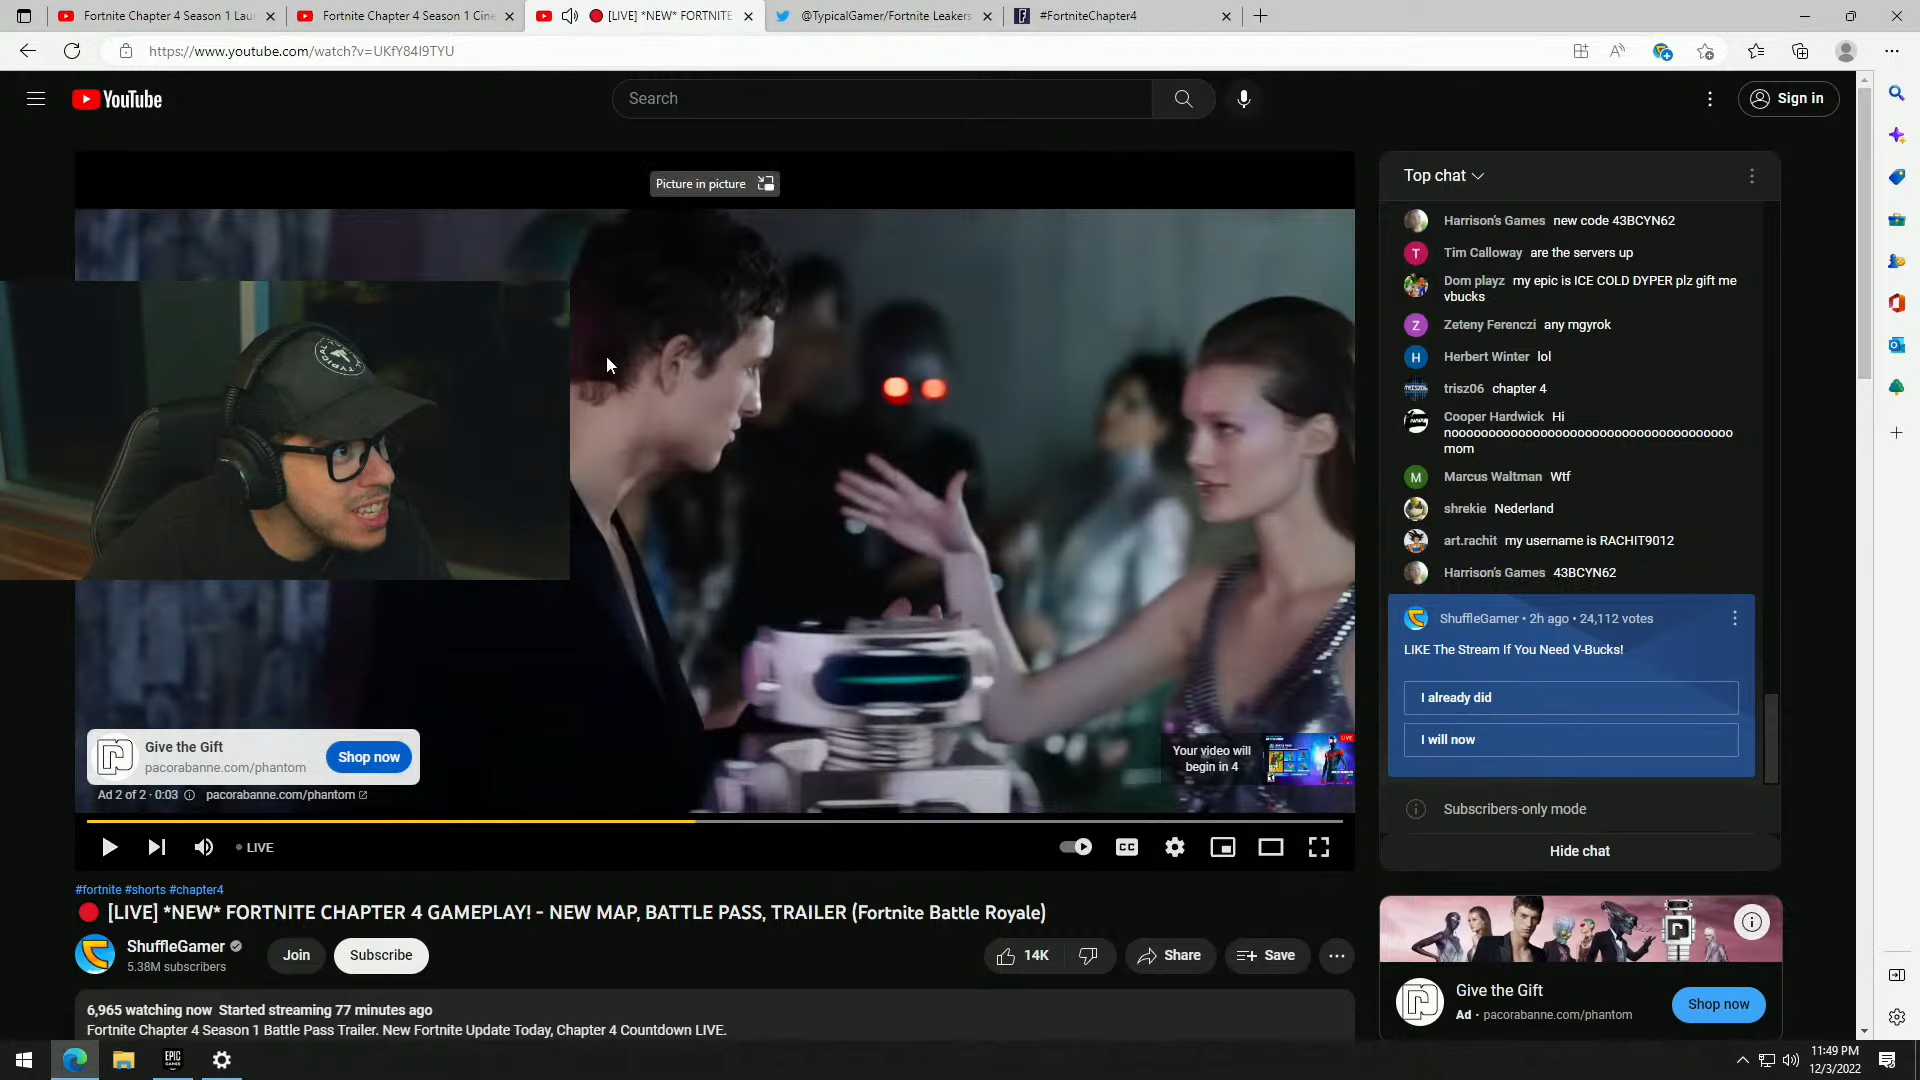 Fortnite Chapter 4 Season 1 Lau
Fortnite Chapter 4 Season 1 Cine
[LIVE] *NEW* FORTNITE
@TypicalGamer/Fortnite Leakers
#FortniteChapter4
https://www.youtube.com/watch?v=UKfY84I9TYU
YouTube
Search
Sign in
Picture in picture
Top chat
Harrison's Games new code 43BCYN62
Tim Calloway are the servers up
Dom playz my epic is ICE COLD DYPER plz gift me
vbucks
Zeteny Ferenczi any mgyrok
Herbert Winter lol
trisz06 chapter 4
Cooper Hardwick Hi
nooooooooooooooooooooooooooooooooooooooo
mom
Marcus Waltman Wtf
shrekie Nederland
art.rachit my username is RACHIT9012
Harrison's Games 43BCYN62
ShuffleGamer • 2h ago • 24,112 votes
LIKE The Stream If You Need V-Bucks!
I already did
I will now
Subscribers-only mode
Hide chat
Give the Gift
pacorabanne.com/phantom
Shop now
Ad 2 of 2 · 0:03 pacorabanne.com/phantom
Your video will
begin in 4
LIVE
CC
#fortnite #shorts #chapter4
[LIVE] *NEW* FORTNITE CHAPTER 4 GAMEPLAY! - NEW MAP, BATTLE PASS, TRAILER (Fortnite Battle Royale)
ShuffleGamer
5.38M subscribers
Join
Subscribe
14K
Share
Save
6,965 watching now Started streaming 77 minutes ago
Fortnite Chapter 4 Season 1 Battle Pass Trailer. New Fortnite Update Today, Chapter 4 Countdown LIVE.
Give the Gift
Ad · pacorabanne.com/phantom
Shop now
EPIC
GAMES
11:49 PM
12/3/2022